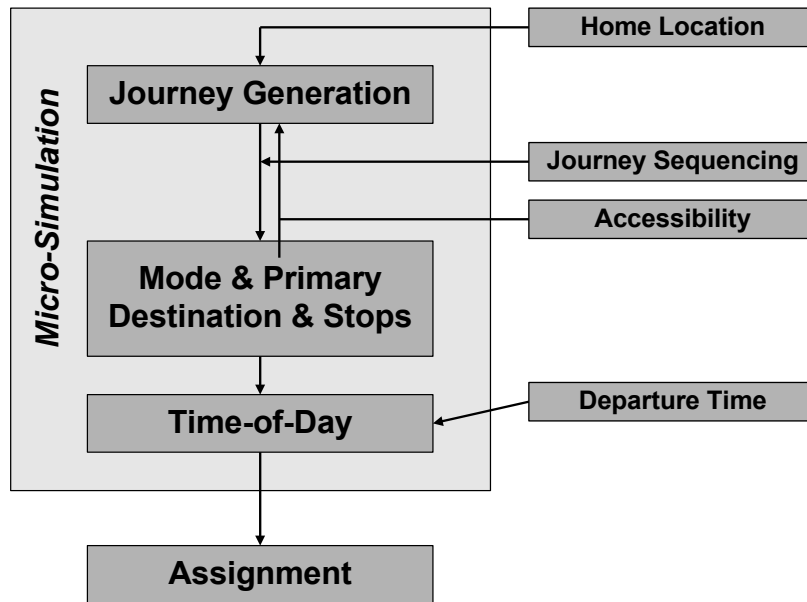 Home Location
Micro-Simulation
Journey Generation
Journey Sequencing
Accessibility
Mode & Primary
Destination & Stops
Departure Time
Time-of-Day
Assignment